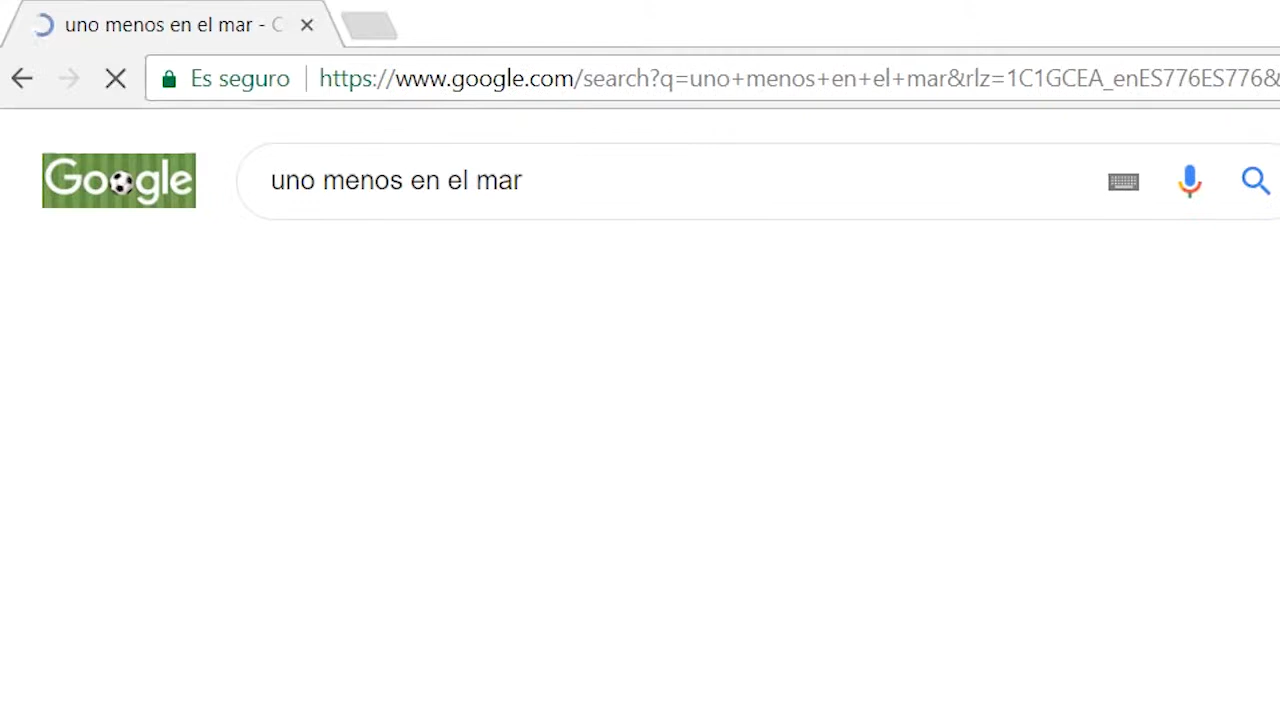 uno menos en el mar - C
Es seguro
https://www.google.com/search?q=uno+menos+en+el+mar&rlz=1C1GCEA_enES776ES776&
Google
uno menos en el mar